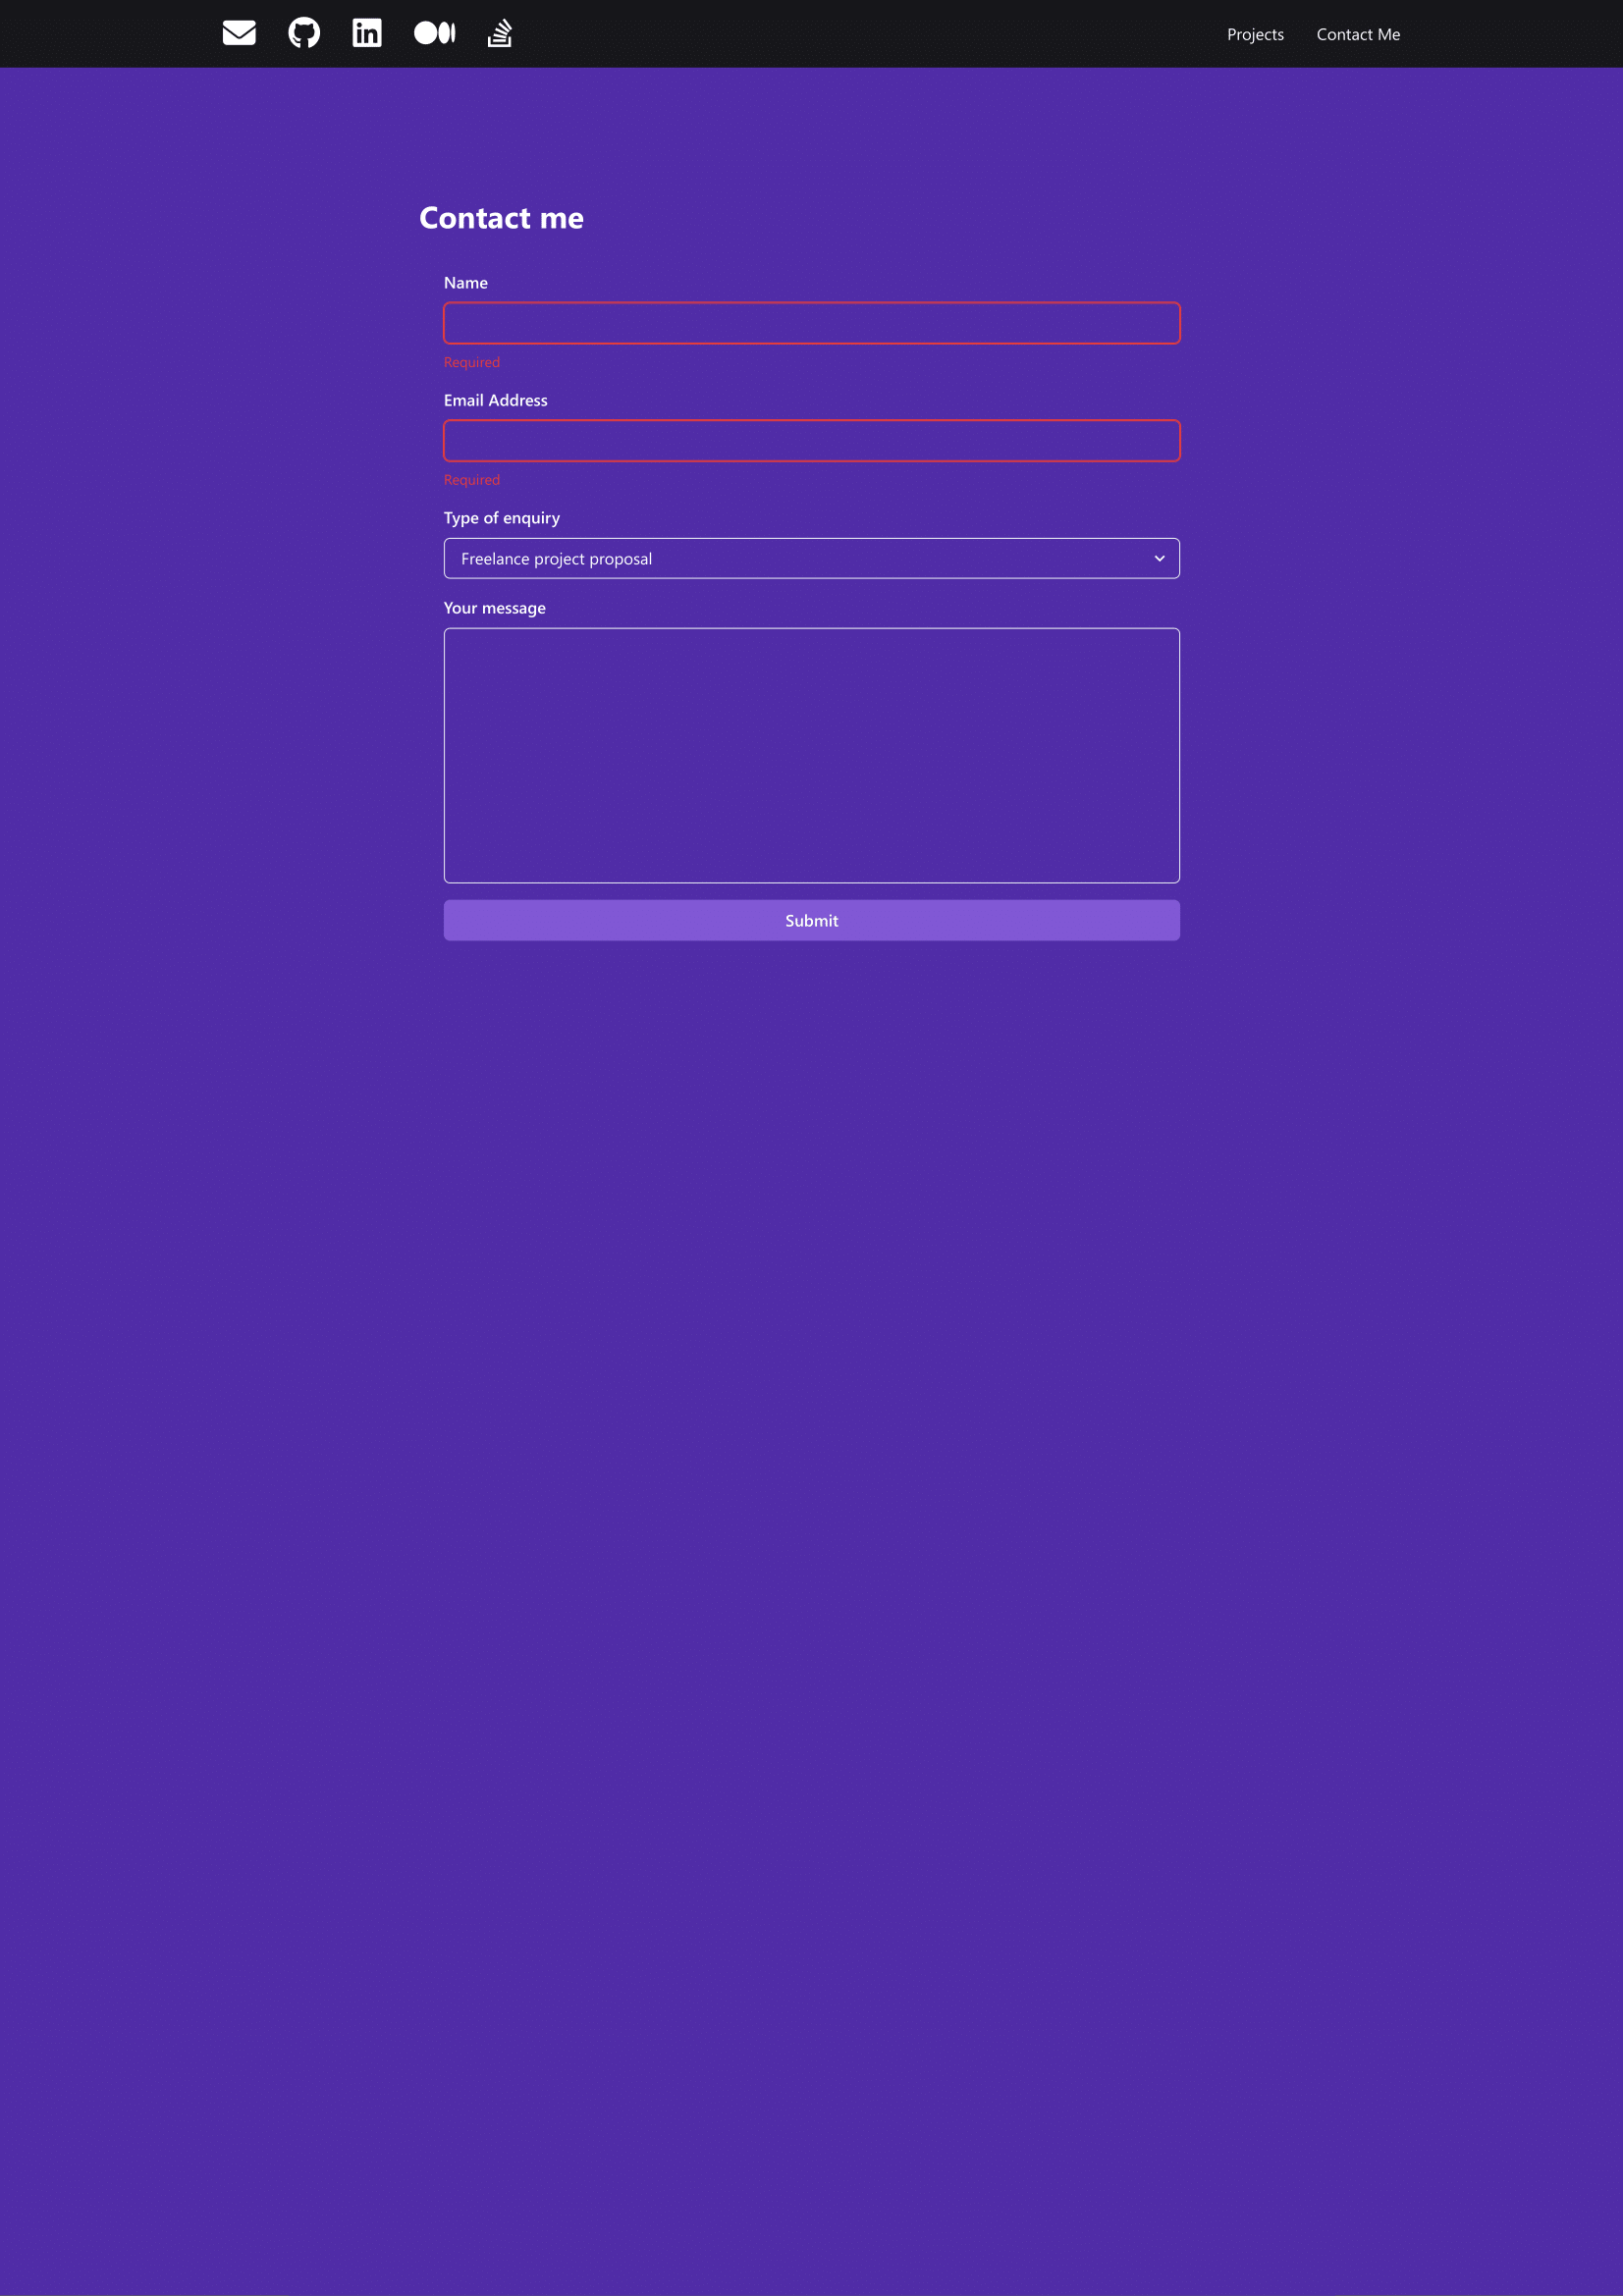 Projects
Contact Me
Contact me
Name
Required
Email Address
Required
Type of enquiry
Freelance project proposal
Your message
Submit